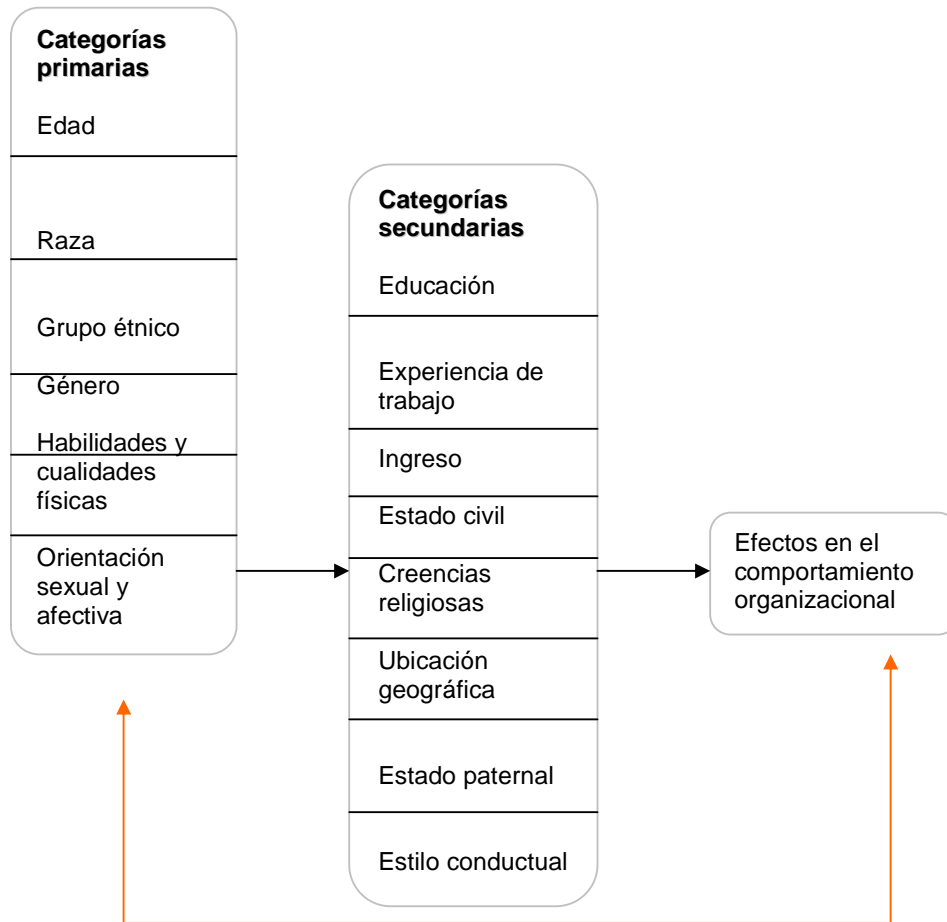 Categorías
primarias
Edad
Raza
Grupo étnico
Género
Habilidades y
cualidades
físicas
Orientación
sexual y
afectiva
Categorías
secundarias
Educación
Experiencia de
trabajo
Ingreso
Estado civil
Creencias
religiosas
Ubicación
geográfica
Estado paternal
Estilo conductual
Efectos en el
comportamiento
organizacional